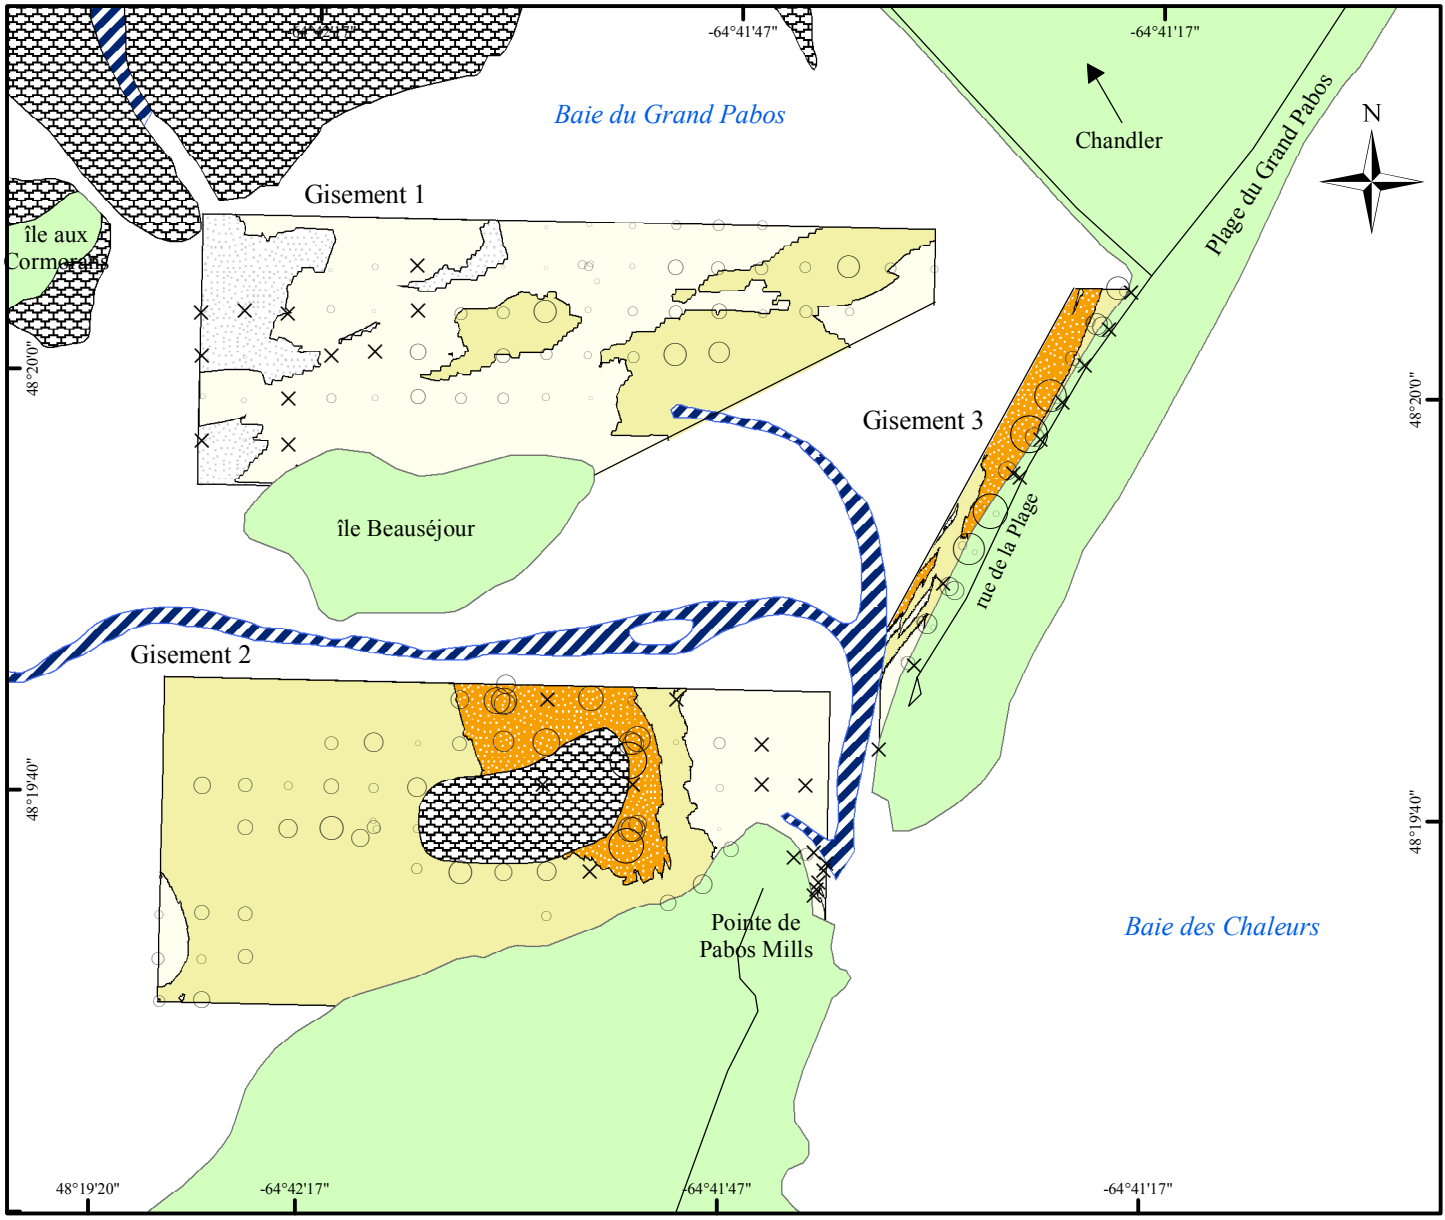 -64°42'17"
-64°41'47"
-64°41'17"
Baie du Grand Pabos
Chandler
N
Plage du Grand Pabos
Gisement 1
île aux
Cormorans
48°20'0"
48°20'0"
Gisement 3
île Beauséjour
rue de la Plage
Gisement 2
48°19'40"
48°19'40"
Pointe de
Pabos Mills
Baie des Chaleurs
48°19'20"
-64°42'17"
-64°41'47"
-64°41'17"